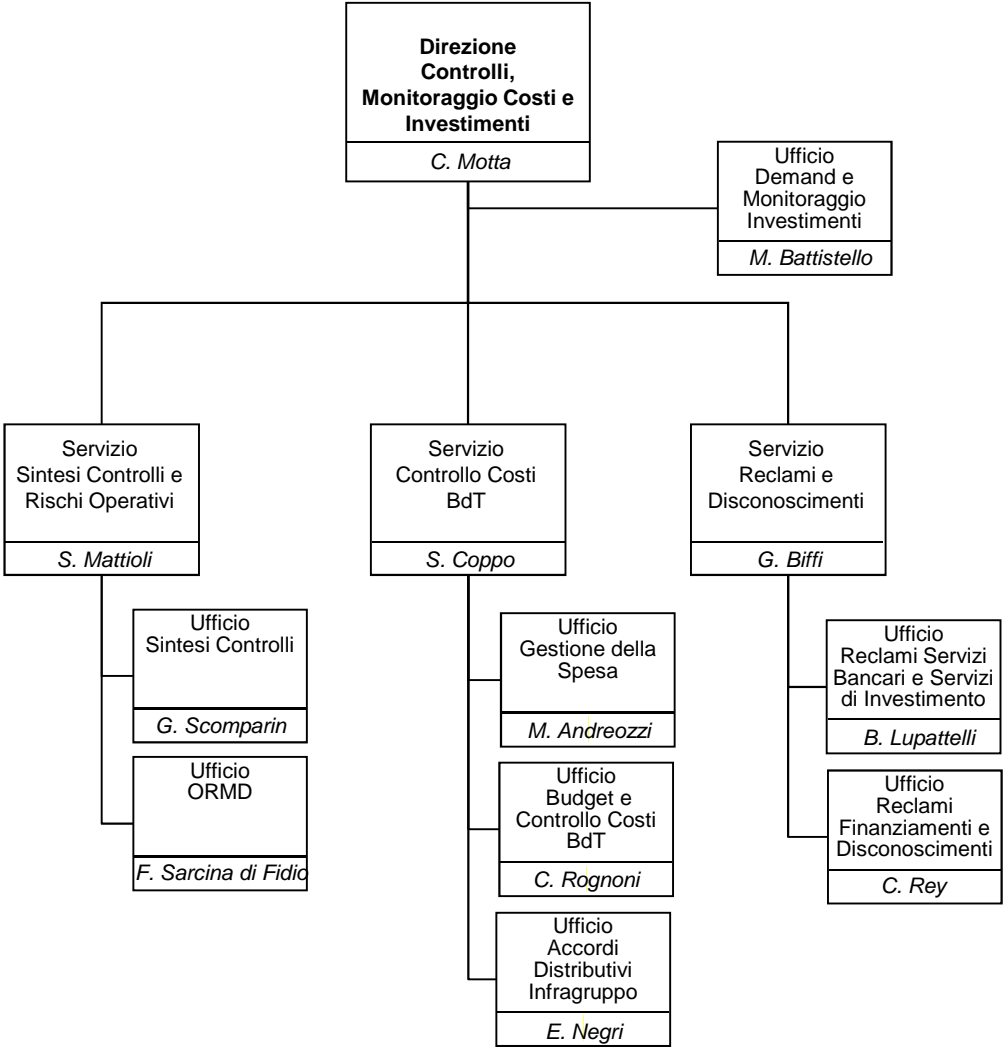 Direzione
Controlli,
Monitoraggio Costi e
Investimenti
C. Motta
Ufficio
Demand e
Monitoraggio
Investimenti
M. Battistello
Servizio
Sintesi Controlli e
Rischi Operativi
S. Mattioli
Servizio
Controllo Costi
BdT
S. Coppo
Servizio
Reclami e
Disconoscimenti
G. Biffi
Ufficio
Sintesi Controlli
G. Scomparin
Ufficio
ORMD
F. Sarcina di Fidio
Ufficio
Gestione della
Spesa
M. Andreozzi
Ufficio
Budget e
Controllo Costi
BdT
C. Rognoni
Ufficio
Accordi
Distributivi
Infragruppo
E. Negri
Ufficio
Reclami Servizi
Bancari e Servizi
di Investimento
B. Lupattelli
Ufficio
Reclami
Finanziamenti e
Disconoscimenti
C. Rey